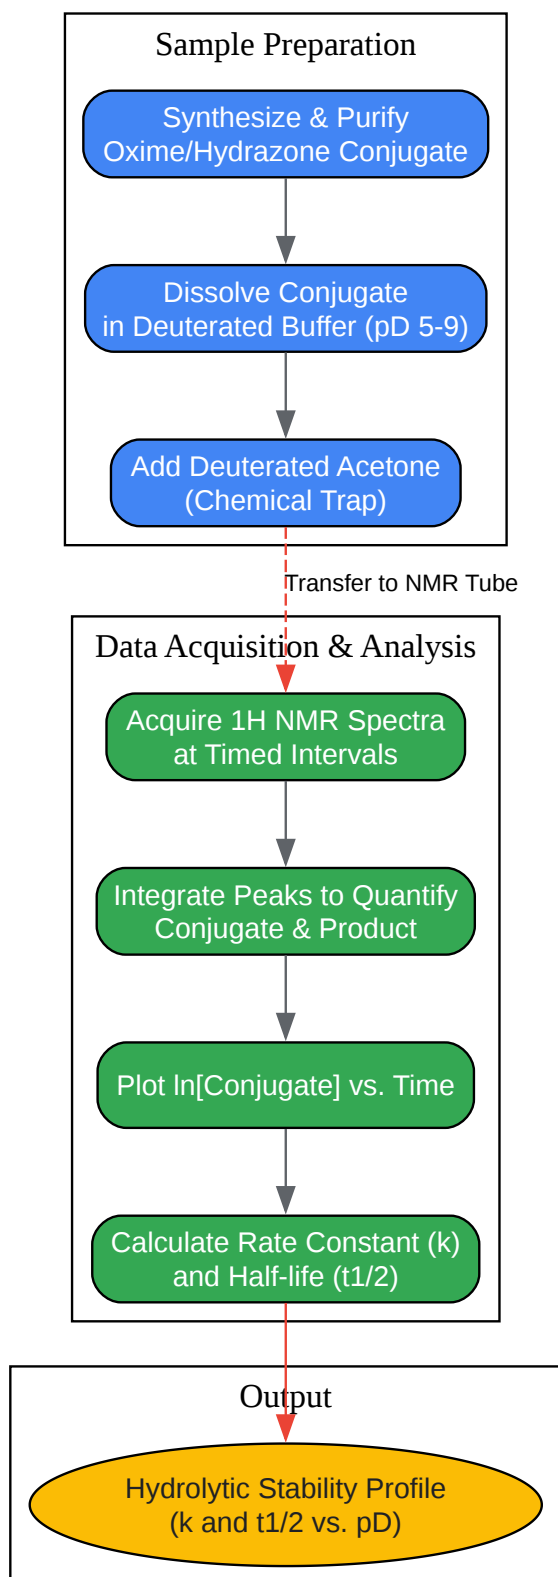 Sample Preparation
Synthesize & Purify
Oxime/Hydrazone Conjugate
Dissolve Conjugate
in Deuterated Buffer (pD 5-9)
Add Deuterated Acetone
(Chemical Trap)
Transfer to NMR Tube
Data Acquisition & Analysis
Acquire 1H NMR Spectra
at Timed Intervals
Integrate Peaks to Quantify
Conjugate & Product
Plot ln[Conjugate] vs. Time
Calculate Rate Constant (k)
and Half-life (t1/2)
Output
Hydrolytic Stability Profile
(k and t1/2 vs. pD)